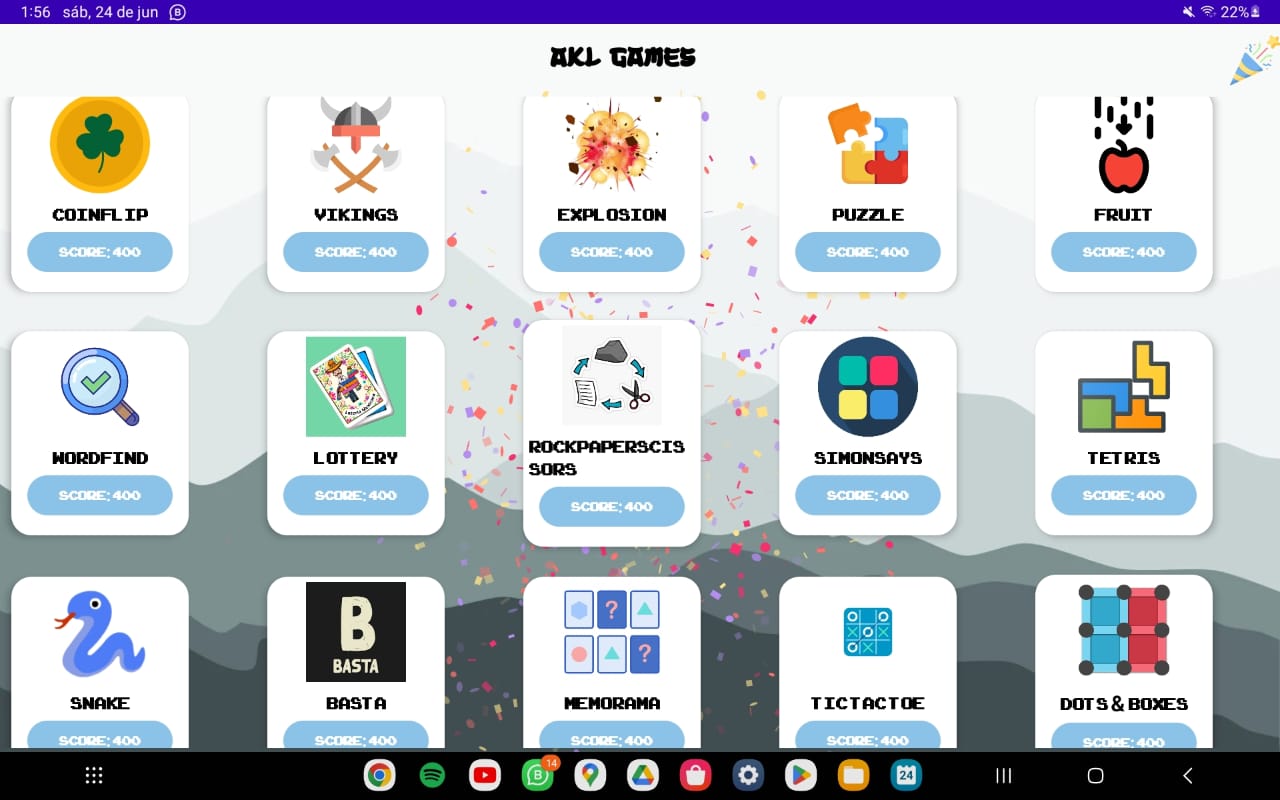 1:56 sáb, 24 de jun
22%
AKL GAMES
COINFLIP
VIKINGS
EXPLOSION
PUZZLE
FRUIT
SCORE: 400
SCORE: 400
SCORE: 400
SCORE: 400
SCORE: 400
WORDFIND
LOTTERY
ROCKPAPERSCIS
SORS
SIMONSAYS
TETRIS
SCORE: 400
SCORE: 400
SCORE: 400
SCORE: 400
SCORE: 400
B
BASTA
? 
?
SNAKE
BASTA
MEMORAMA
TICTACTOE
DOTS & BOXES
SCORE: 400
SCORE: 400
SCORE: 400
SCORE: 400
SCORE: 400
14
24